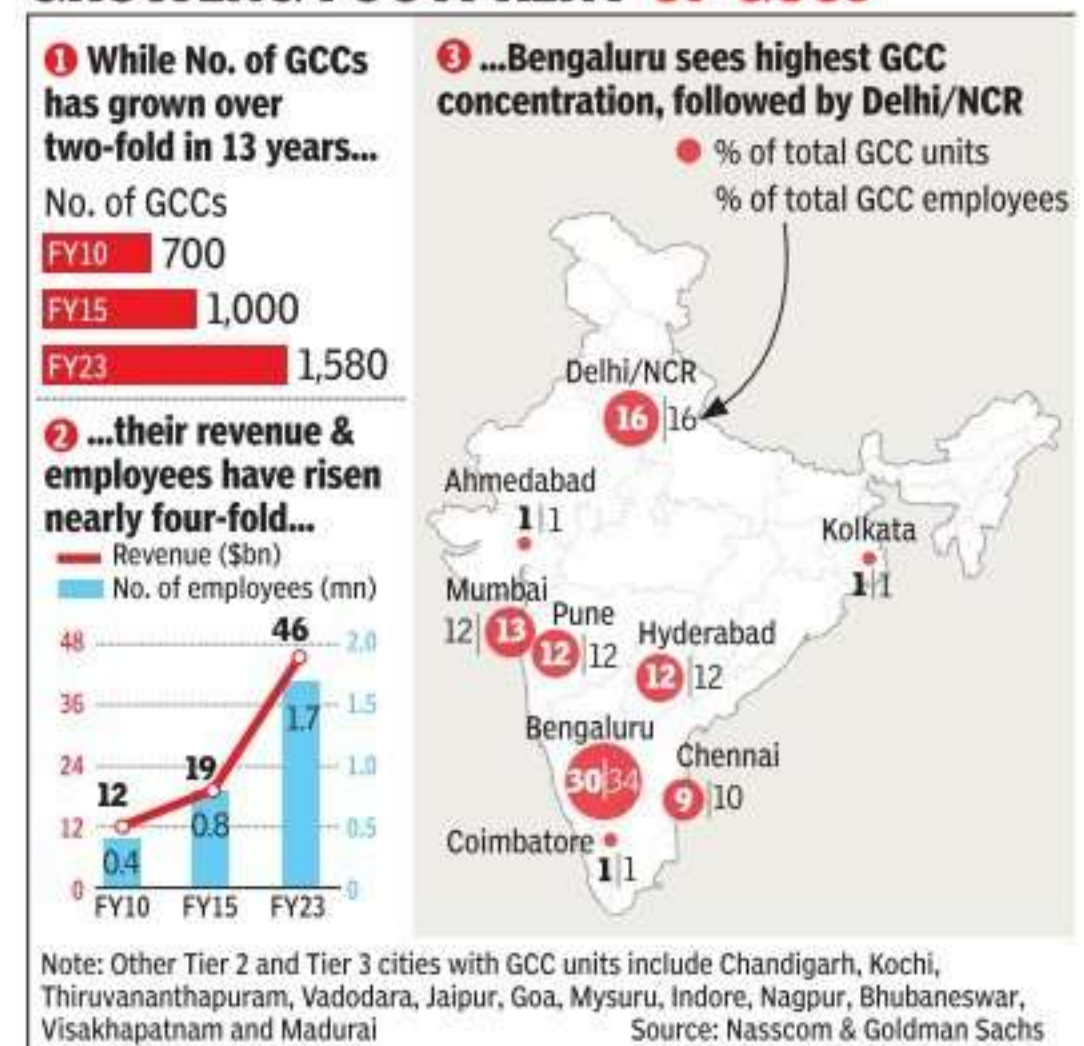 ❶ While No. of GCCs
has grown over
two-fold in 13 years...
No. of GCCs
FY10 700
FY15 1,000
FY23 1,580
❷ ...their revenue &
employees have risen
nearly four-fold...
Revenue ($bn)
No. of employees (mn)
46
48 2.0
36 1.5
1.7
24 1.0
19
12
12 0.5
0.8
0.4
0 0
FY10 FY15 FY23
❸ ...Bengaluru sees highest GCC
concentration, followed by Delhi/NCR
% of total GCC units
% of total GCC employees
Delhi/NCR
16|16
Ahmedabad
1|1
Kolkata
1|1
Mumbai
12|13
Pune
12|12
Hyderabad
12|12
Bengaluru
30|34
Chennai
9|10
Coimbatore
1|1
Note: Other Tier 2 and Tier 3 cities with GCC units include Chandigarh, Kochi,
Thiruvananthapuram, Vadodara, Jaipur, Goa, Mysuru, Indore, Nagpur, Bhubaneswar,
Visakhapatnam and Madurai Source: Nasscom & Goldman Sachs